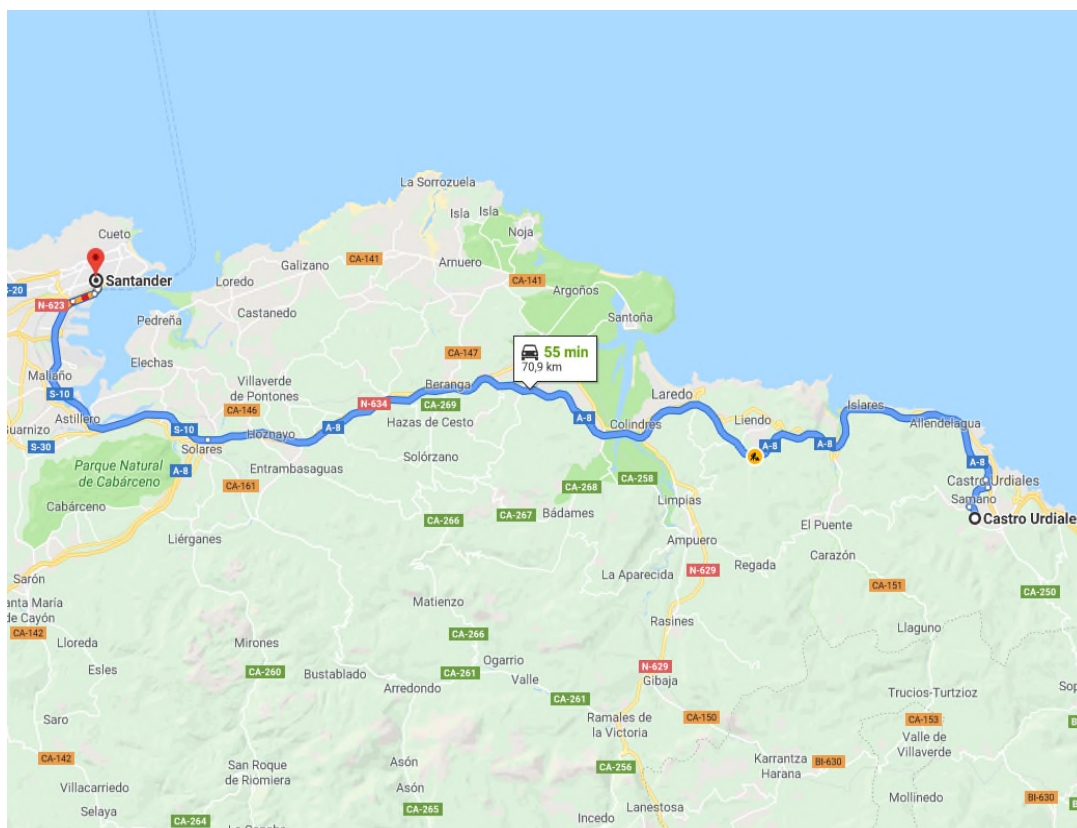 La Sorrozuela
Isla
Isla
Noja
Cueto
CA-141
Galizano
Arnuero
Santander
Loredo
CA-141
S-20
Argoños
N-623
Castanedo
Pedreña
Santoña
55 min
70,9 km
CA-147
Elechas
Maliaño
Villaverde
de Pontones
Beranga
Laredo
S-10
N-634
CA-269
Islares
CA-146
Astillero
Guarnizo
Hazas de Cesto
A-8
Colindres
Liendo
Allendelagua
S-10
Hoznayo
A-8
A-8
A-8
S-30
Solares
Solórzano
A-8
Parque Natural
de Cabárceno
A-8
Entrambasaguas
CA-161
CA-258
CA-268
Castro Urdiales
Sámano
Limpias
Cabárceno
CA-267
Bádames
CA-266
Castro Urdiale
El Puente
Liérganes
Ampuero
Carazón
Regada
N-629
Sarón
La Aparecida
CA-151
CA-250
anta María
de Cayón
Matienzo
CA-142
Rasines
Llaguno
CA-266
Lloreda
Mirones
Ogarrio
N-629
Esles
CA-260
Bustablado
CA-261
Valle
Gibaja
Arredondo
CA-261
Trucios-Turtzioz
Sop
Saro
Ramales de
la Victoria
CA-150
CA-153
B
Valle de
Villaverde
CA-142
Karrantza
Harana
BI-630
San Roque
de Riomiera
Asón
CA-256
Villacarriedo
Asón
Mollinedo
BI-630
Selaya
CA-265
Lanestosa
CA-264
Incedo